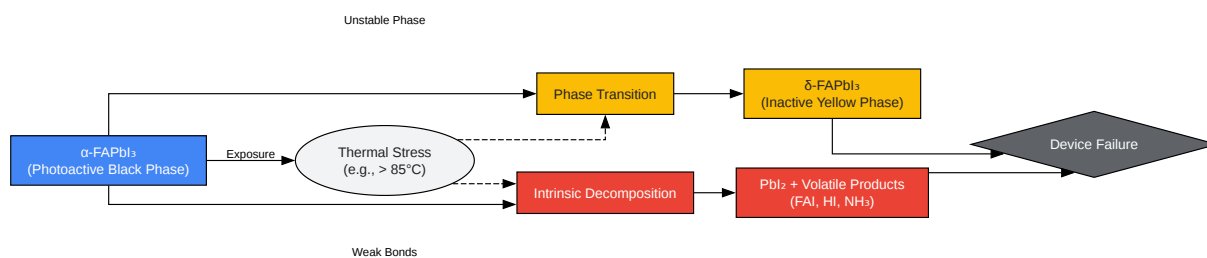 Unstable Phase
Phase Transition
δ-FAPbI₃
(Inactive Yellow Phase)
α-FAPbI₃
(Photoactive Black Phase)
Exposure
Thermal Stress
(e.g., > 85°C)
Device Failure
Intrinsic Decomposition
PbI₂ + Volatile Products
(FAI, HI, NH₃)
Weak Bonds